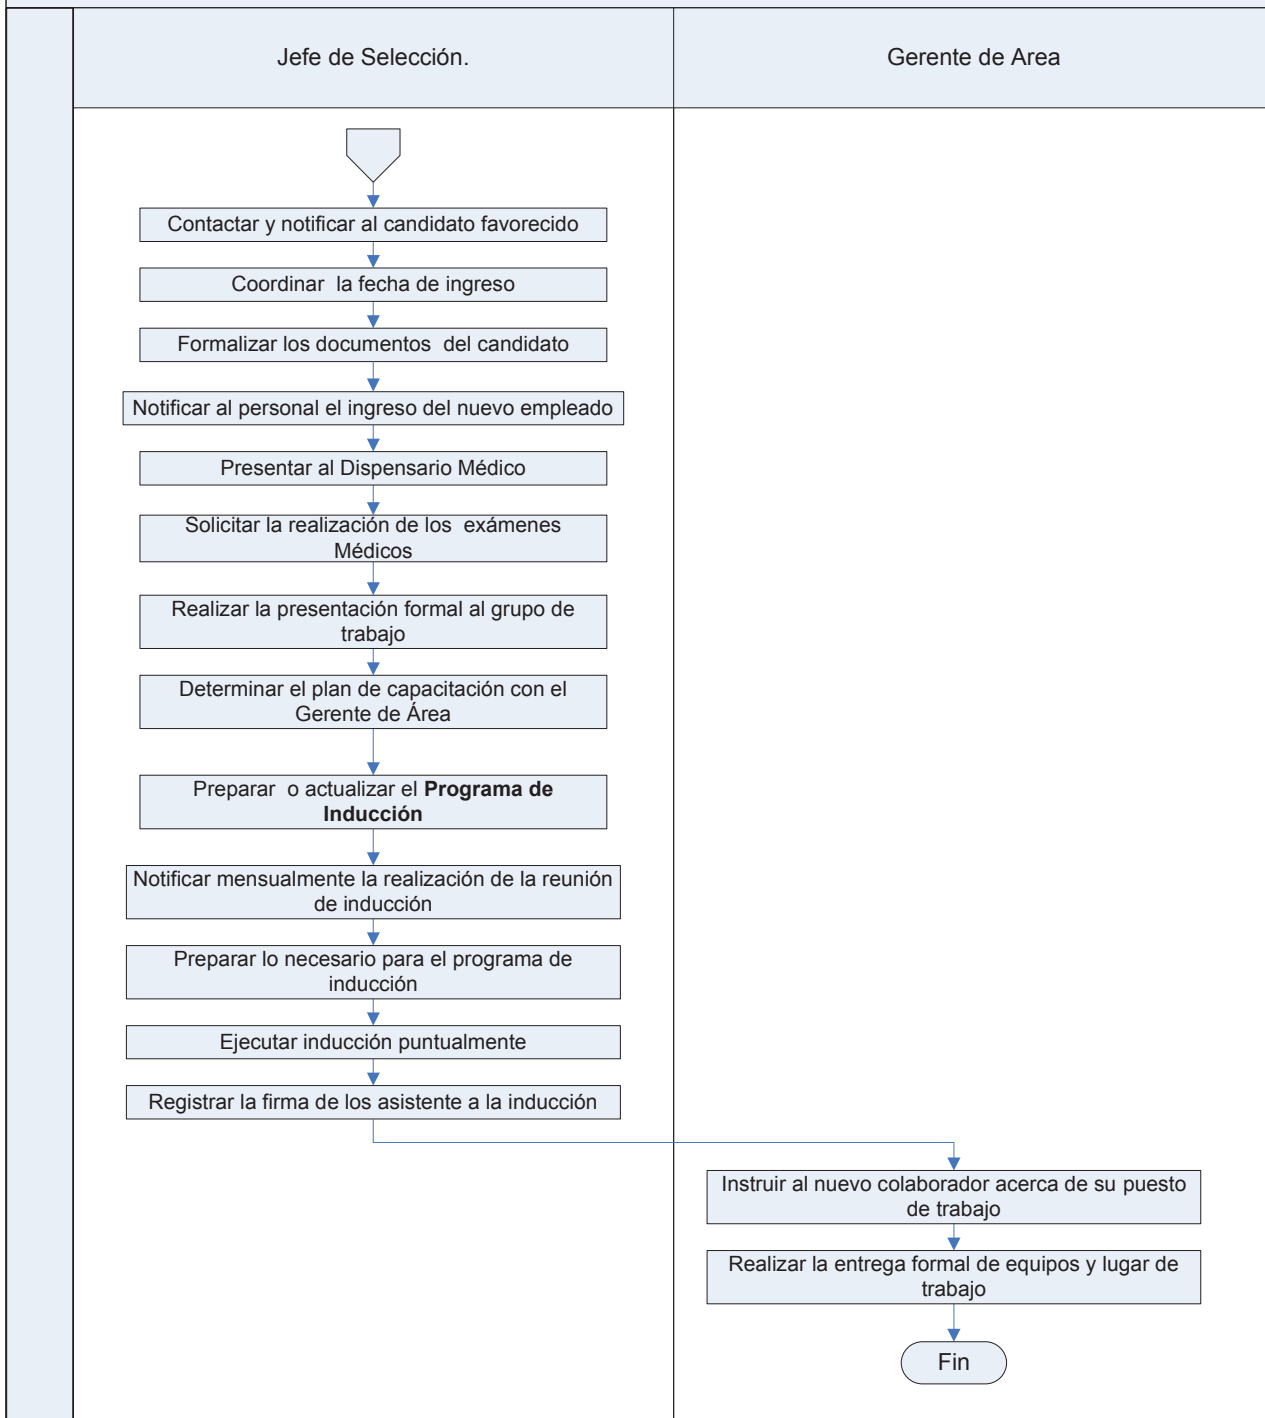 Jefe de Selección.
Gerente de Area
Contactar y notificar al candidato favorecido
Coordinar la fecha de ingreso
Formalizar los documentos del candidato
Notificar al personal el ingreso del nuevo empleado
Presentar al Dispensario Médico
Solicitar la realización de los exámenes
Médicos
Realizar la presentación formal al grupo de
trabajo
Determinar el plan de capacitación con el
Gerente de Área
Preparar o actualizar el Programa de
Inducción
Notificar mensualmente la realización de la reunión
de inducción
Preparar lo necesario para el programa de
inducción
Ejecutar inducción puntualmente
Registrar la firma de los asistente a la inducción
Instruir al nuevo colaborador acerca de su puesto
de trabajo
Realizar la entrega formal de equipos y lugar de
trabajo
Fin